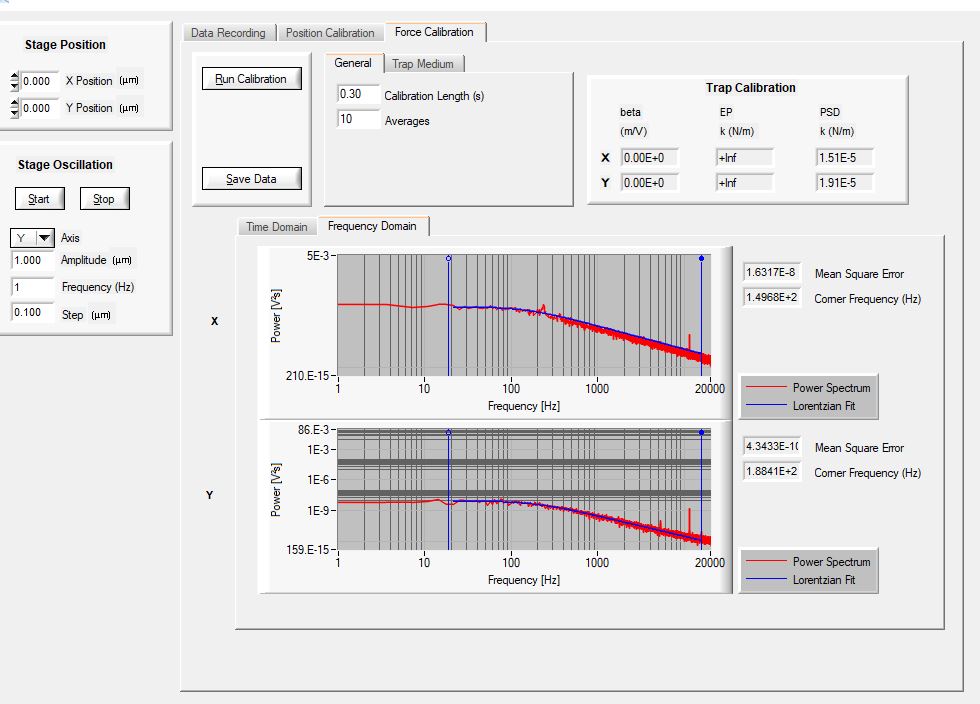 Stage Position
0.000 X Position (µm)
0.000 Y Position (µm)
Stage Oscillation
Start Stop
Y Axis
1.000 Amplitude (µm)
1 Frequency (Hz)
0.100 Step (µm)
Data Recording Position Calibration Force Calibration
Run Calibration
Save Data
General Trap Medium
0.30 Calibration Length (s)
10 Averages
Trap Calibration
beta EP PSD
(m/V) k (N/m) k (N/m)
X 0.00E+0 +Inf 1.51E-5
Y 0.00E+0 +Inf 1.91E-5
Time Domain Frequency Domain
X
Power [V²s]
5E-3
210.E-15
1 10 100 1000 20000
Frequency [Hz]
1.6317E-8 Mean Square Error
1.4968E+2 Corner Frequency (Hz)
Power Spectrum
Lorentzian Fit
Y
Power [V²s]
86.E-3
1E-3
1E-6
1E-9
159.E-15
1 10 100 1000 20000
Frequency [Hz]
4.3433E-10 Mean Square Error
1.8841E+2 Corner Frequency (Hz)
Power Spectrum
Lorentzian Fit